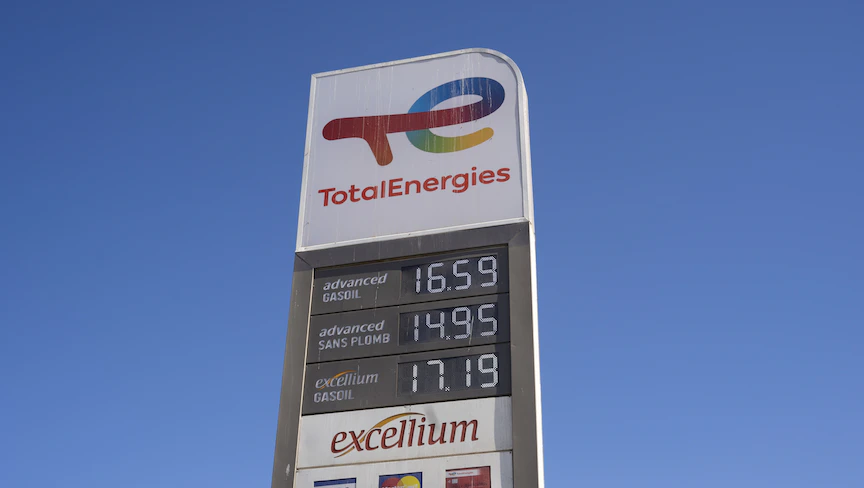 TotalEnergies
advanced 16.59
GASOIL
advanced 14.95
SANS PLOMB
excellium 17.19
GASOIL
excellium